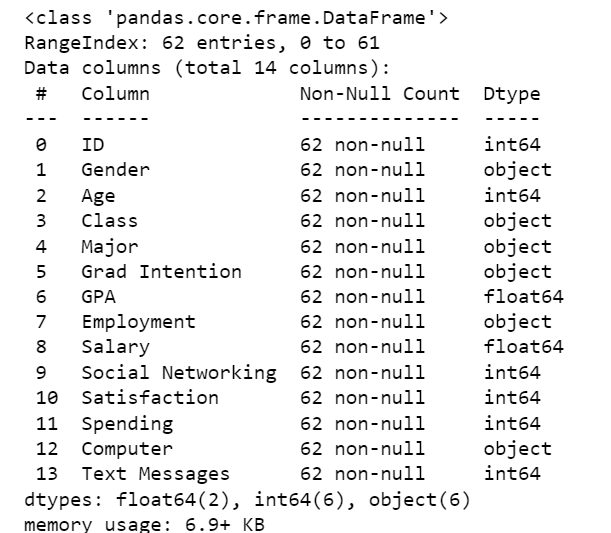 <class 'pandas.core.frame.DataFrame'>
RangeIndex: 62 entries, 0 to 61
Data columns (total 14 columns):
 #   Column             Non-Null Count  Dtype
---  ------             --------------  -----
 0   ID                 62 non-null     int64
 1   Gender             62 non-null     object
 2   Age                62 non-null     int64
 3   Class              62 non-null     object
 4   Major              62 non-null     object
 5   Grad Intention     62 non-null     object
 6   GPA                62 non-null     float64
 7   Employment         62 non-null     object
 8   Salary             62 non-null     float64
 9   Social Networking  62 non-null     int64
 10  Satisfaction       62 non-null     int64
 11  Spending           62 non-null     int64
 12  Computer           62 non-null     object
 13  Text Messages      62 non-null     int64
dtypes: float64(2), int64(6), object(6)
memory usage: 6.9+ KB